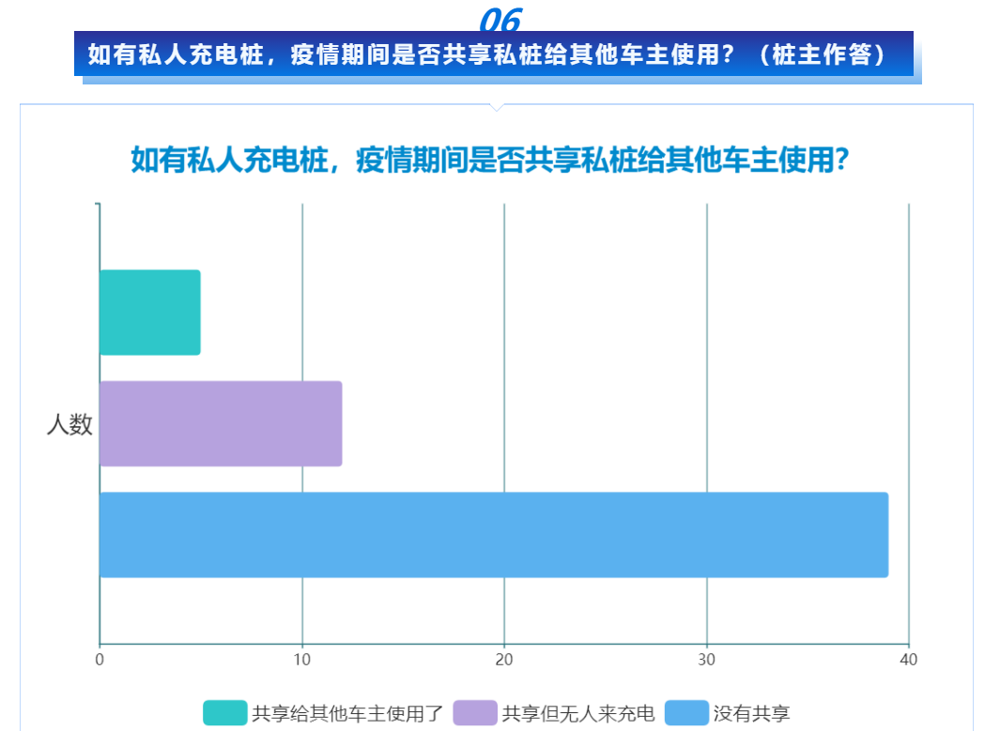 06
如有私人充电桩，疫情期间是否共享私桩给其他车主使用？（桩主作答）
如有私人充电桩，疫情期间是否共享私桩给其他车主使用？
人数
0 10 20 30 40
共享给其他车主使用了 共享但无人来充电 没有共享